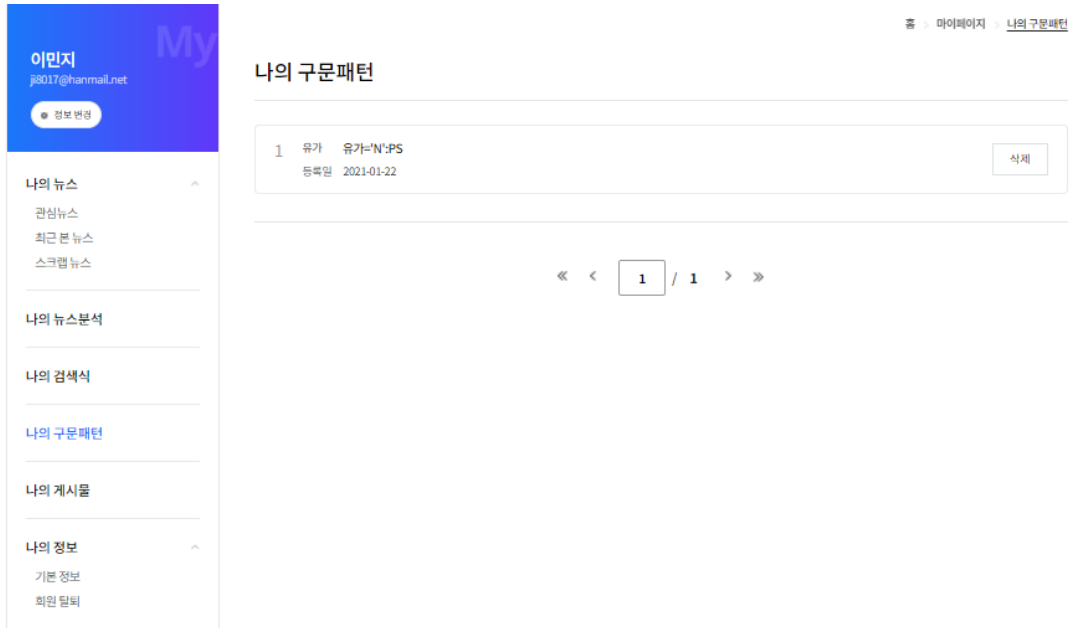 홈 > 마이페이지 > 나의 구문패턴
My
이민지
ji8017@hanmail.net
정보 변경
나의 뉴스
관심뉴스
최근 본 뉴스
스크랩 뉴스
나의 뉴스분석
나의 검색식
나의 구문패턴
나의 게시물
나의 정보
기본 정보
회원 탈퇴
나의 구문패턴
1 유가 유가='N':PS
등록일 2021-01-22
삭제
« < 1 / 1 > »